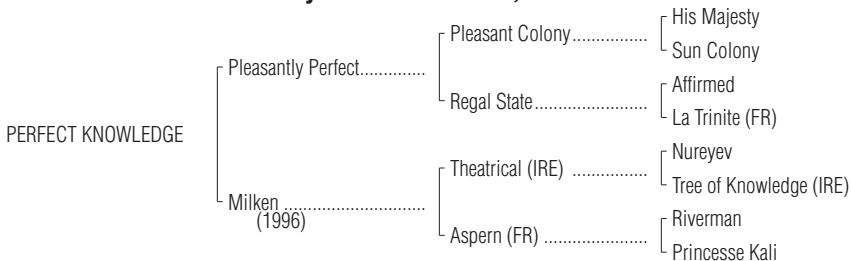 His Majesty
Pleasant Colony...............
Sun Colony
Pleasantly Perfect..............
Affirmed
Regal State........................
La Trinite (FR)
PERFECT KNOWLEDGE
Nureyev
Theatrical (IRE) ................
Tree of Knowledge (IRE)
Milken ..............................
(1996)
Riverman
Aspern (FR) ......................
Princesse Kali